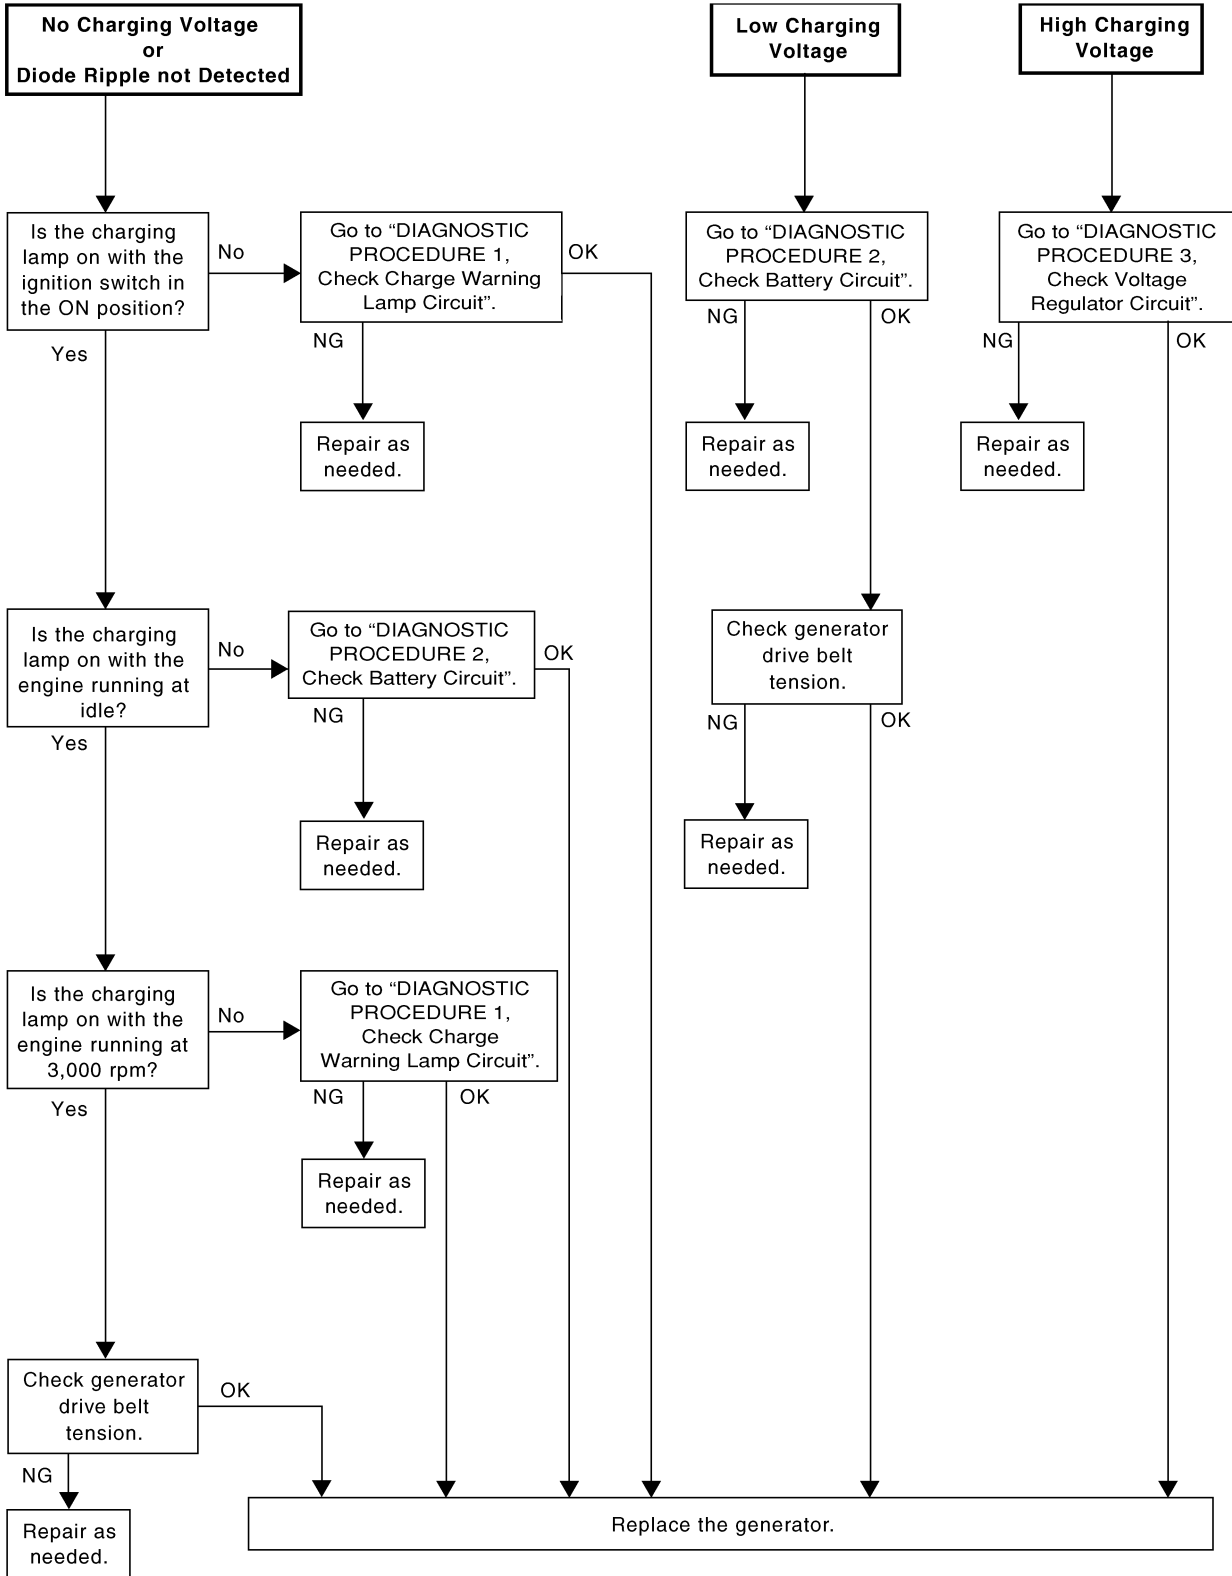 No Charging Voltage
or
Diode Ripple not Detected
Low Charging
Voltage
High Charging
Voltage
Is the charging
lamp on with the
ignition switch in
the ON position?
No
Go to “DIAGNOSTIC
PROCEDURE 1,
Check Charge Warning
Lamp Circuit”.
OK
Go to “DIAGNOSTIC
PROCEDURE 2,
Check Battery Circuit”.
Go to “DIAGNOSTIC
PROCEDURE 3,
Check Voltage
Regulator Circuit”.
Yes
NG
NG
OK
NG
OK
Repair as
needed.
Repair as
needed.
Repair as
needed.
Is the charging
lamp on with the
engine running at
idle?
No
Go to “DIAGNOSTIC
PROCEDURE 2,
Check Battery Circuit”.
OK
Check generator
drive belt
tension.
Yes
NG
NG
OK
Repair as
needed.
Repair as
needed.
Is the charging
lamp on with the
engine running at
3,000 rpm?
No
Go to “DIAGNOSTIC
PROCEDURE 1,
Check Charge
Warning Lamp Circuit”.
Yes
NG
OK
Repair as
needed.
Check generator
drive belt
tension.
OK
NG
Repair as
needed.
Replace the generator.